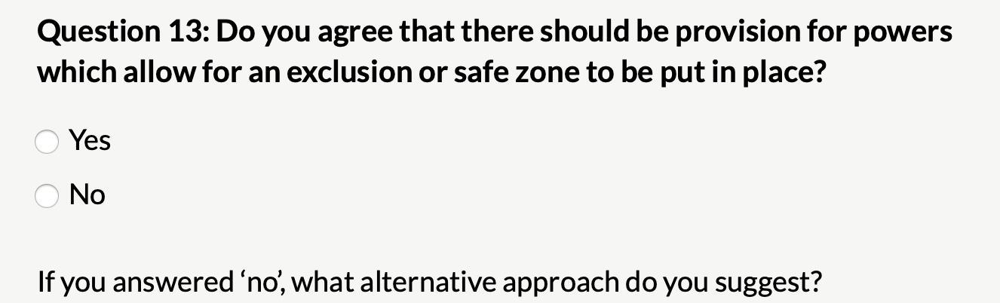 Question 13: Do you agree that there should be provision for powers
which allow for an exclusion or safe zone to be put in place?
Yes
No
If you answered ‘no’, what alternative approach do you suggest?